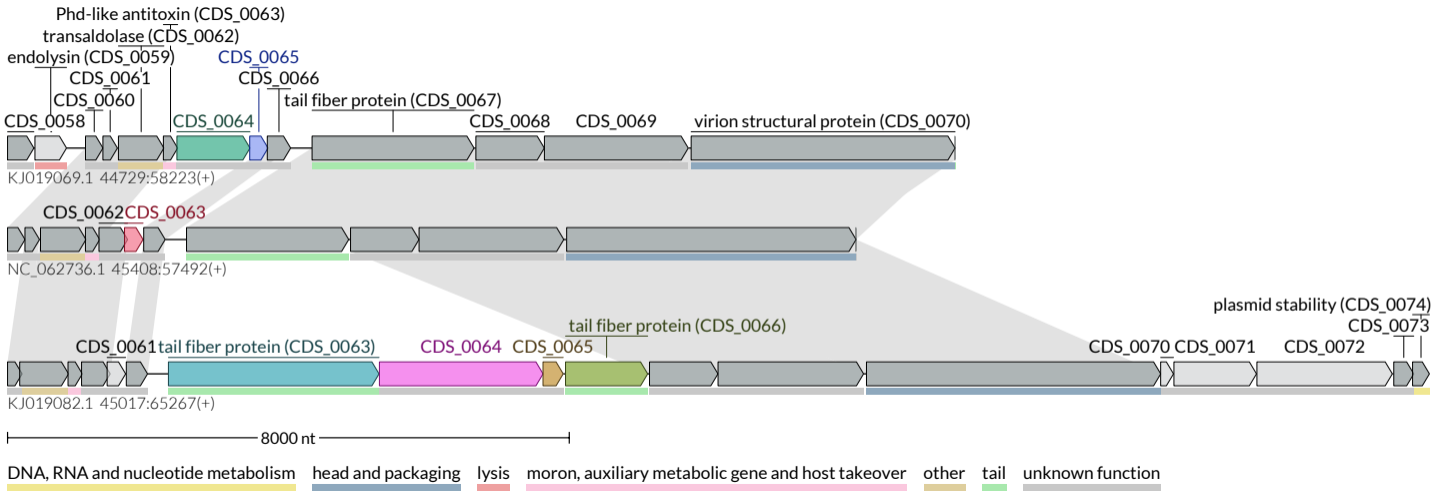 Phd-like antitoxin (CDS_0063)
transaldolase (CDS_0062)
endolysin (CDS_0059) CDS_0065
CDS_0061 CDS_0066
CDS_0060 tail fiber protein (CDS_0067)
CDS_0058 CDS_0064 CDS_0068 CDS_0069 virion structural protein (CDS_0070)
KJ019069.1 44729:58223(+)
CDS_0062 CDS_0063
NC_062736.1 45408:57492(+)
plasmid stability (CDS_0074)
tail fiber protein (CDS_0066) CDS_0073
CDS_0061 tail fiber protein (CDS_0063) CDS_0064 CDS_0065 CDS_0070 CDS_0071 CDS_0072
KJ019082.1 45017:65267(+)
8000 nt
DNA, RNA and nucleotide metabolism head and packaging lysis moron, auxiliary metabolic gene and host takeover other tail unknown function